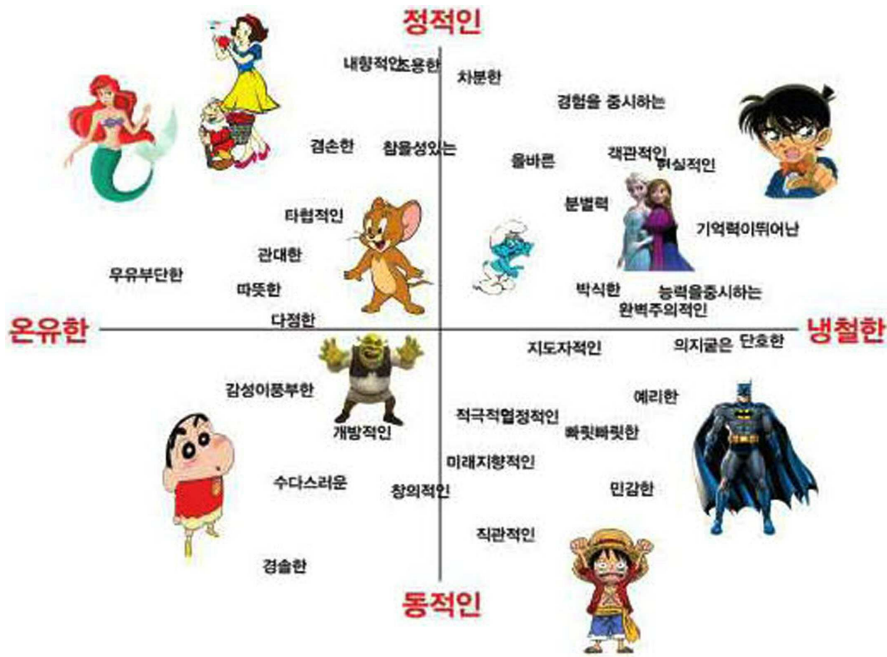 정적인
내향적인조용한
차분한
경험을 중시하는
겸손한
참을성있는
올바른
객관적인
현실적인
타협적인
분별력
기억력이뛰어난
관대한
우유부단한
따뜻한
박식한
능력을중시하는
완벽주의적인
다정한
온유한
냉철한
지도자적인
의지굳은
단호한
감성이풍부한
예리한
적극적인
열정적인
개방적인
빠릿빠릿한
미래지향적인
수다스러운
창의적인
민감한
직관적인
경솔한
동적인